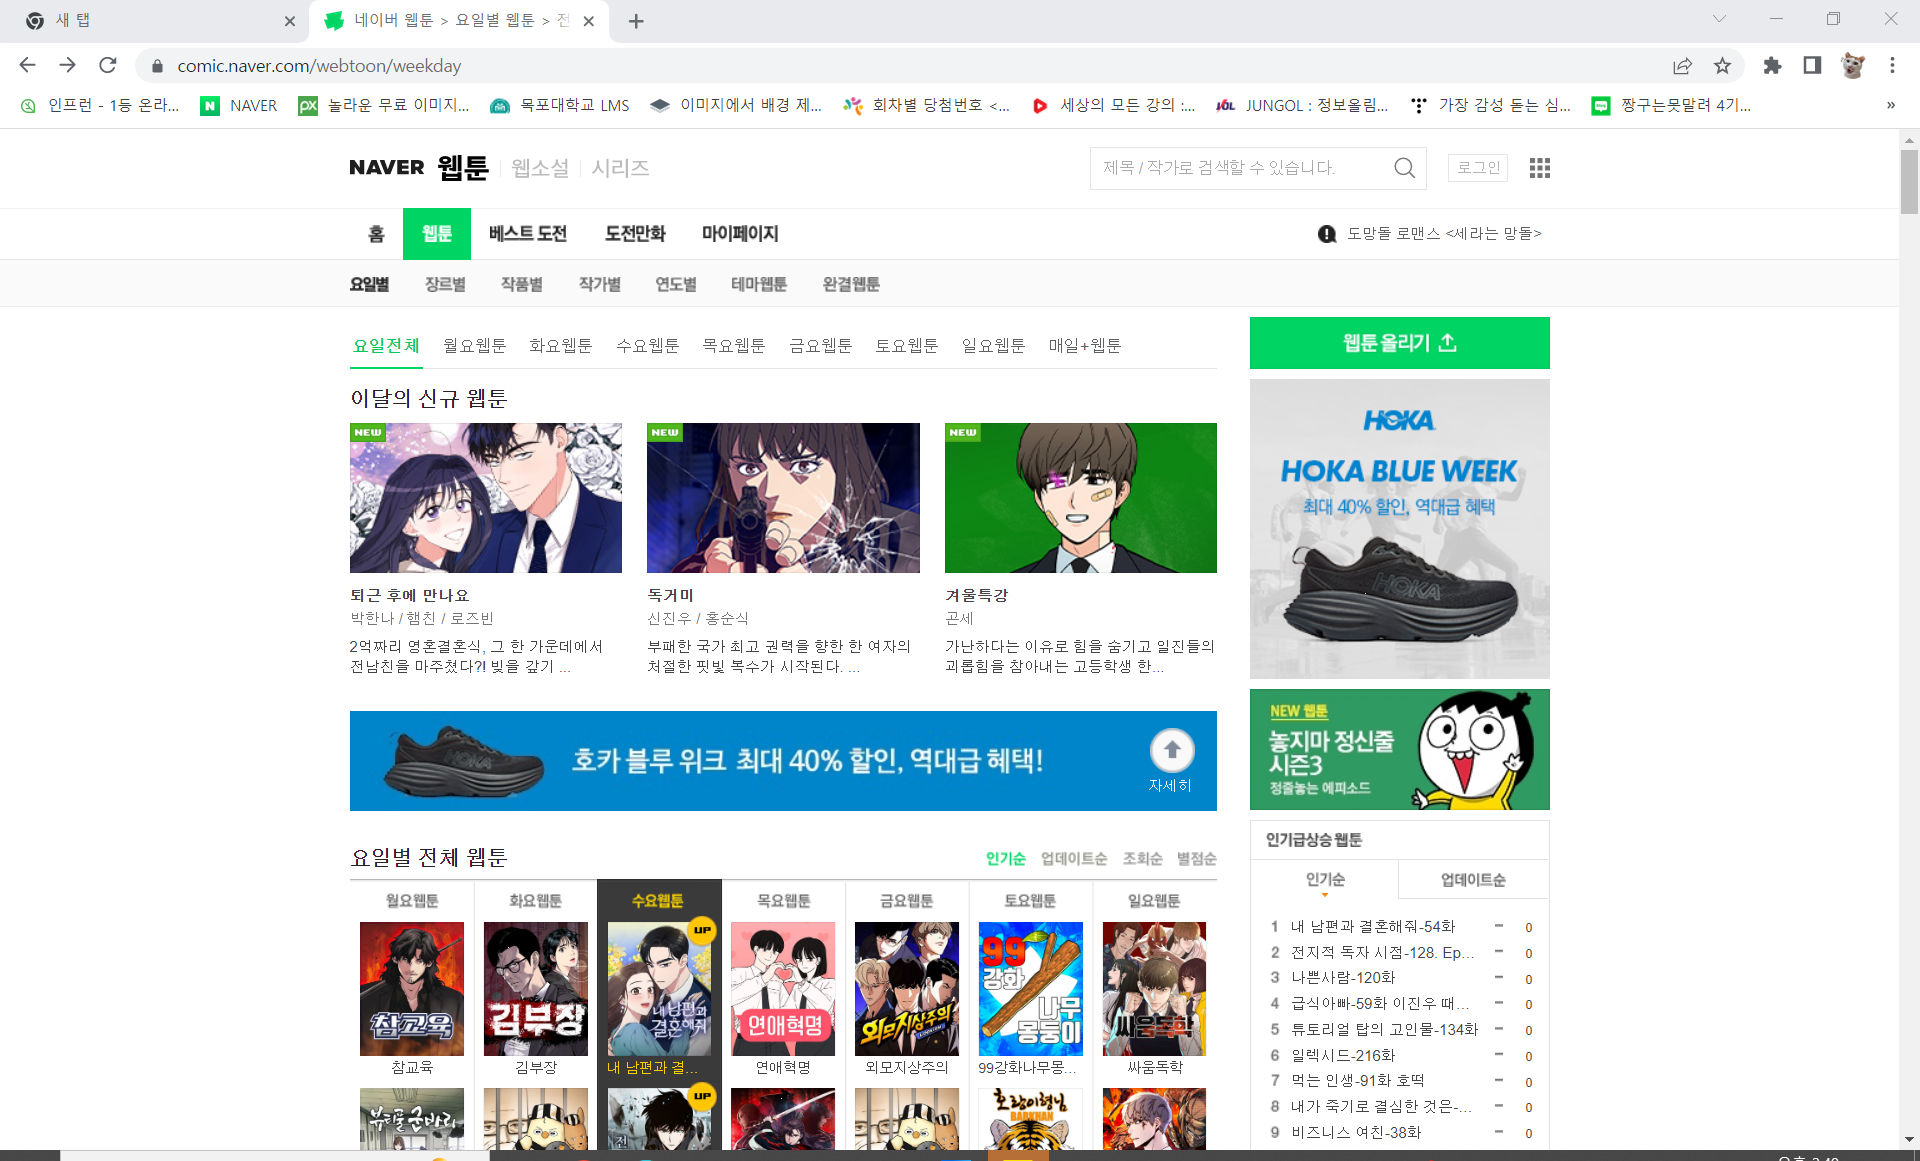 새 탭
네이버 웹툰 > 요일별 웹툰 > 전
comic.naver.com/webtoon/weekday
인프런 - 1등 온라...
NAVER
놀라운 무료 이미지...
목포대학교 LMS
이미지에서 배경 제...
회차별 당첨번호 <...
세상의 모든 강의 :...
JUNGOL : 정보올림...
가장 감성 돋는 심...
짱구는못말려 4기...
»
NAVER 웹툰 웹소설 시리즈
제목 / 작가로 검색할 수 있습니다.
로그인
홈 웹툰 베스트 도전 도전만화 마이페이지
도망돌 로맨스 <세라는 망돌>
요일별 장르별 작품별 작가별 연도별 테마웹툰 완결웹툰
요일전체 월요웹툰 화요웹툰 수요웹툰 목요웹툰 금요웹툰 토요웹툰 일요웹툰 매일+웹툰
웹툰 올리기
이달의 신규 웹툰
NEW
퇴근 후에 만나요
박한나 / 햄친 / 로즈빈
2억짜리 영혼결혼식, 그 한 가운데에서
전남친을 마주쳤다?! 빚을 갚기 ...
NEW
독거미
신진우 / 홍순식
부패한 국가 최고 권력을 향한 한 여자의
처절한 핏빛 복수가 시작된다. ...
NEW
겨울특강
곤세
가난하다는 이유로 힘을 숨기고 일진들의
괴롭힘을 참아내는 고등학생 한...
HOKA
HOKA BLUE WEEK
최대 40% 할인, 역대급 혜택
HOKA
호카 블루 위크 최대 40% 할인, 역대급 혜택!
자세히
NEW 웹툰
놓지마 정신줄
시즌3
정줄놓는 에피소드
요일별 전체 웹툰
인기순 업데이트순 조회순 별점순
월요웹툰 화요웹툰 수요웹툰 목요웹툰 금요웹툰 토요웹툰 일요웹툰
참교육
김부장
UP
내 남편과 결혼해줘
연애혁명
외모지상주의
99 강화 나무 몽둥이
싸움독학
참교육 김부장 내 남편과 결... 연애혁명 외모지상주의 99강화나무몽... 싸움독학
뷰티풀 군바리
UP
전
호랑이형님
BARKHAN
인기급상승 웹툰
인기순 업데이트순
1 내 남편과 결혼해줘-54화 0
2 전지적 독자 시점-128. Ep... 0
3 나쁜사람-120화 0
4 급식아빠-59화 이진우 때... 0
5 튜토리얼 탑의 고인물-134화 0
6 일렉시드-216화 0
7 먹는 인생-91화 호떡 0
8 내가 죽기로 결심한 것은-... 0
9 비즈니스 여친-38화 0